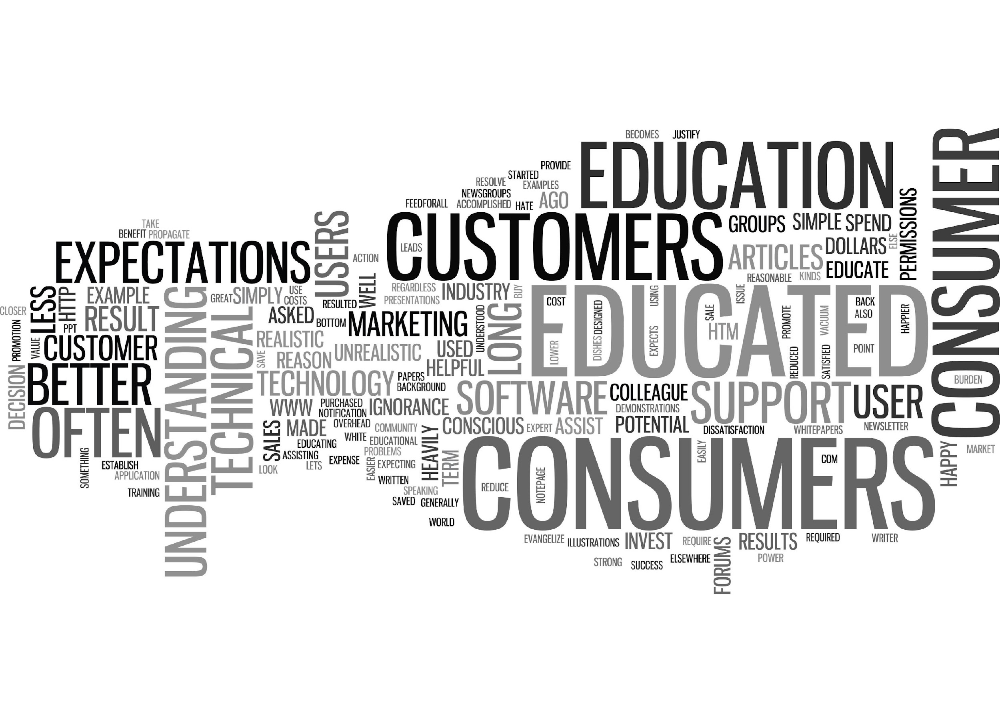 BECOMES JUSTIFY
EDUCATION
PROVIDE
STARTED
RESOLVE EXAMPLES
NEWSGROUPS
ACCOMPLISHED HATE AGO
FEEDFORALL
CONSUMER
PERMISSIONS
CUSTOMERS
LEADS
GROUPS SIMPLE SPEND
ARTICLES DOLLARS ELSE
EDUCATE
REASONABLE KINDS
TAKE
BENEFIT PROPAGATE
EXPECTATIONS
USERS
ACTION
WELL
LESS
HTTP
EXAMPLE
UNDERSTANDING
GREAT SIMPLY USE
COSTS
TECHNICAL
RESULTED
REGARDLESS INDUSTRY BUY
PRESENTATIONS
EDUCATED
COST
LOWER
DISHES DESIGNED
USING
EXPECTS
SALE
HTM
ISSUE
PROMOTE
REDUCED
VACUUM
SATISFIED
BACK
ALSO
POINT
HAPPIER
CLOSER
PROMOTION
VALUE
PPT
RESULT
CUSTOMER
ASKED BOTTOM MARKETING
UNDERSTOOD
LONG
REALISTIC
SAVE
REASON UNREALISTIC USED
HELPFUL
DECISION
BETTER
TECHNOLOGY PAPERS
BACKGROUND
SOFTWARE COLLEAGUE SUPPORT USER
DEMONSTRATIONS
BURDEN
OFTEN
WWW PURCHASED IGNORANCE
NOTIFICATION
SALES
MADE OVERHEAD COMMUNITY
CONSCIOUS EXPERT ASSIST POTENTIAL DISSATISFACTION WHITEPAPERS NEWSLETTER
EDUCATING WHITE EDUCATIONAL
HEAVILY
TERM
ASSISTING PROBLEMS
LOOK LETS EXPENSE EASIER EXPECTING
WRITTEN
SPEAKING
SAVED GENERALLY
WORLD
SOMETHING
ESTABLISH
APPLICATION
TRAINING
CONSUMERS
REDUCE
NOTEPAGE
EASILY
COM
HAPPY
MARKET
EVANGELIZE ILLUSTRATIONS INVEST REQUIRE FORUMS RESULTS REQUIRED WRITER
STRONG SUCCESS ELSEWHERE POWER